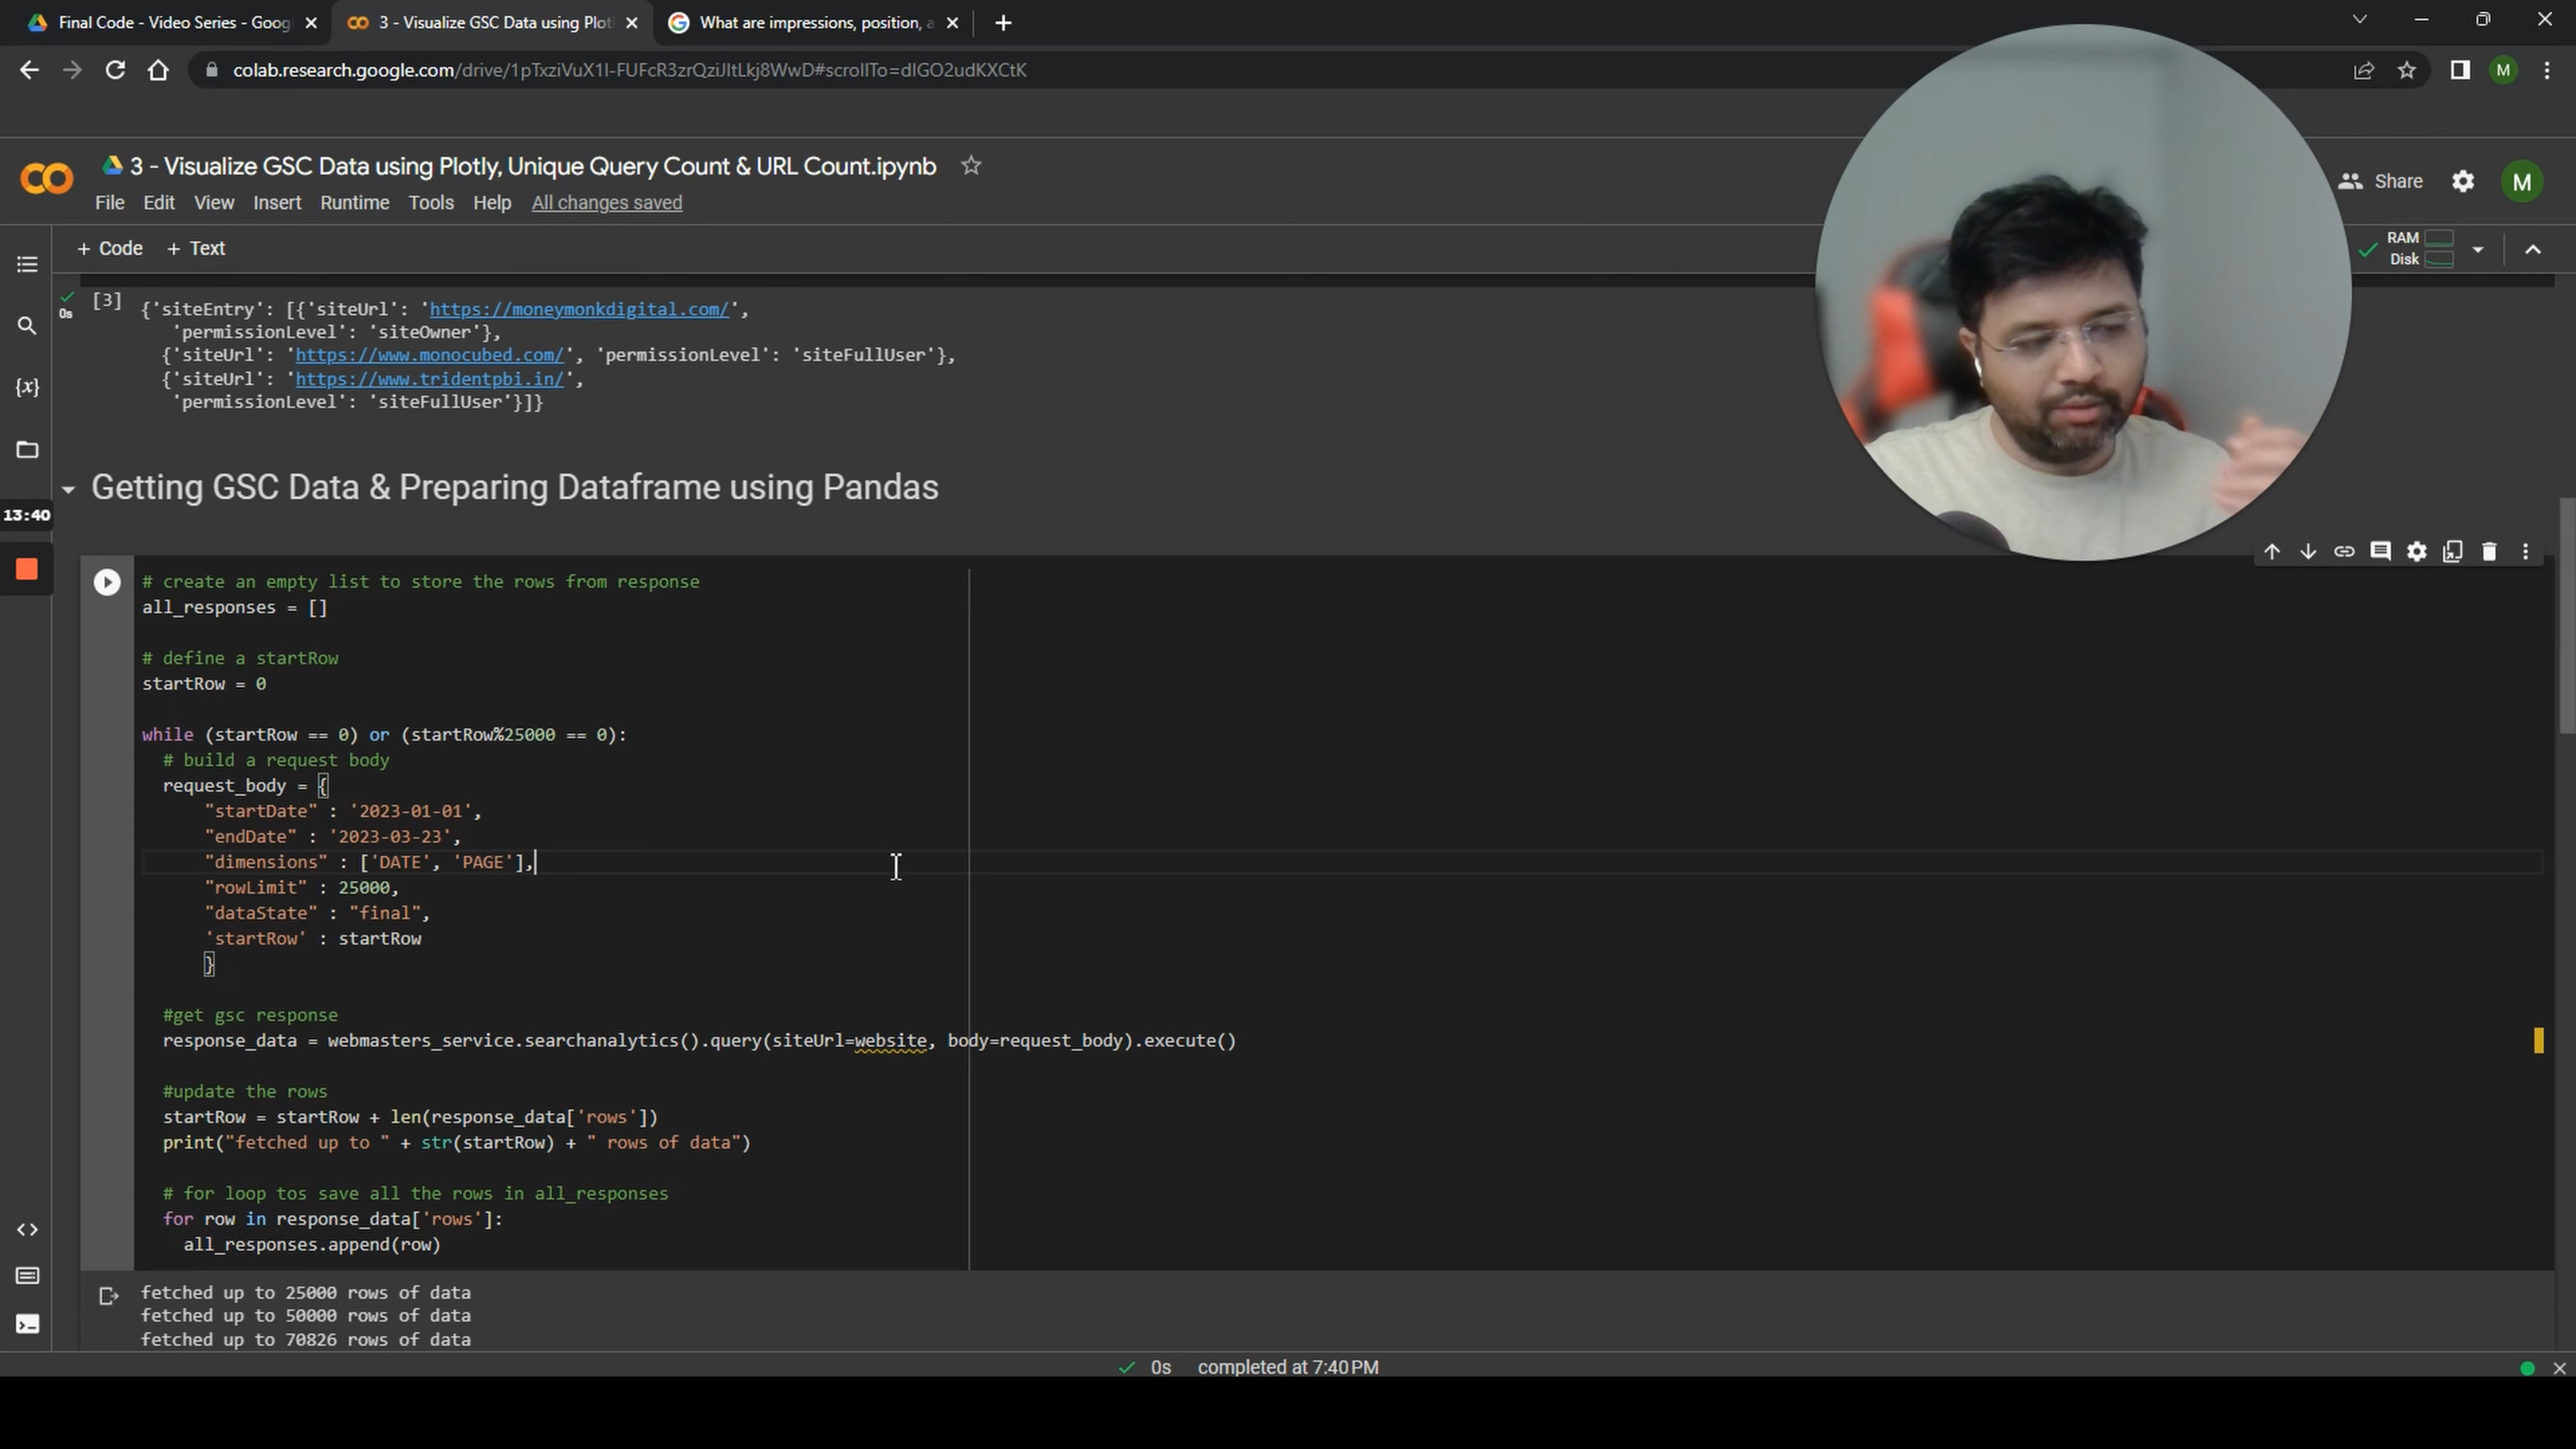 Final Code - Video Series - Goog
3 - Visualize GSC Data using Plot
What are impressions, position, a
colab.research.google.com/drive/1pTxziVuX1I-FUFcR3zrQziJltLkj8WwD#scrollTo=dlGO2udKXCtK
M
3 - Visualize GSC Data using Plotly, Unique Query Count & URL Count.ipynb
File Edit View Insert Runtime Tools Help All changes saved
Share
M
+ Code + Text
RAM
Disk
0s
[3]
{'siteEntry': [{'siteUrl': 'https://moneymonkdigital.com/',
'permissionLevel': 'siteOwner'},
{'siteUrl': 'https://www.monocubed.com/', 'permissionLevel': 'siteFullUser'},
{'siteUrl': 'https://www.tridentpbi.in/',
'permissionLevel': 'siteFullUser'}]}
{x}
Getting GSC Data & Preparing Dataframe using Pandas
13:40
# create an empty list to store the rows from response
all_responses = []
# define a startRow
startRow = 0
while (startRow == 0) or (startRow%25000 == 0):
# build a request body
request_body = {
"startDate" : '2023-01-01',
"endDate" : '2023-03-23',
"dimensions" : ['DATE', 'PAGE'],
"rowLimit" : 25000,
"dataState" : "final",
'startRow' : startRow
}
#get gsc response
response_data = webmasters_service.searchanalytics().query(siteUrl=website, body=request_body).execute()
#update the rows
startRow = startRow + len(response_data['rows'])
print("fetched up to " + str(startRow) + " rows of data")
# for loop tos save all the rows in all_responses
for row in response_data['rows']:
all_responses.append(row)
fetched up to 25000 rows of data
fetched up to 50000 rows of data
fetched up to 70826 rows of data
0s completed at 7:40 PM